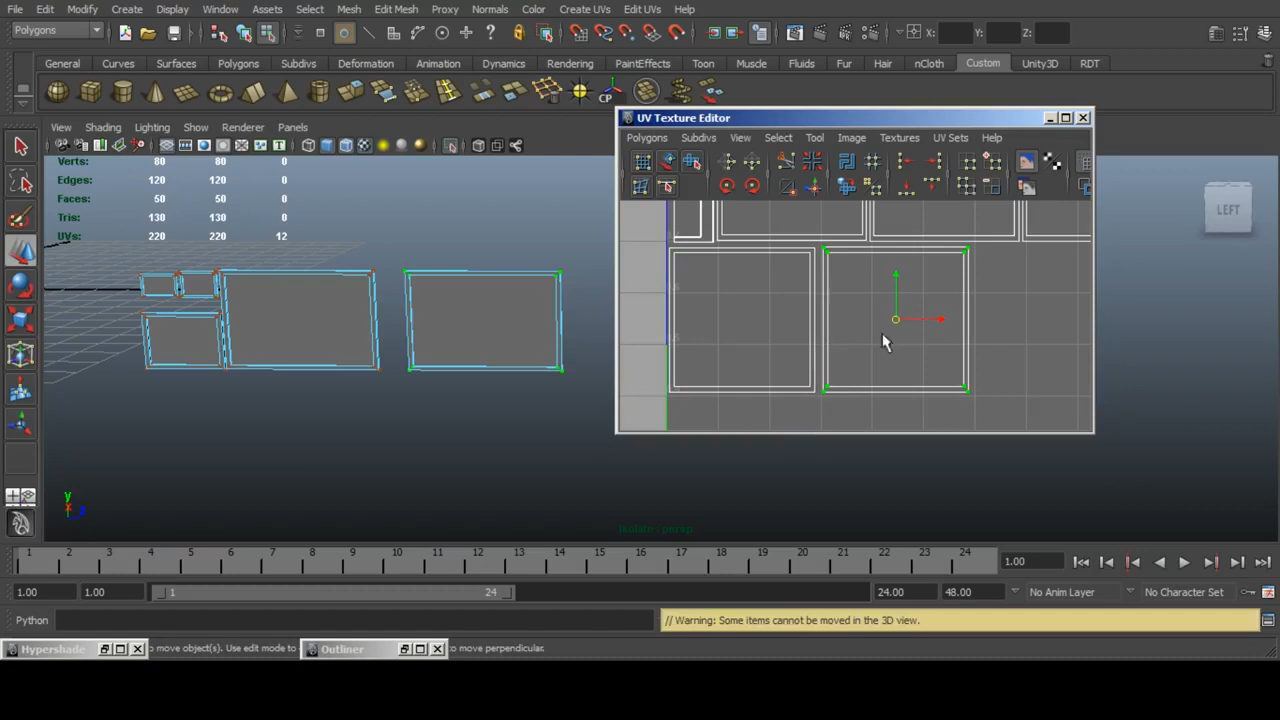 File Edit Modify Create Display Window Assets Select Mesh Edit Mesh Proxy Normals Color Create UVs Edit UVs Help
Polygons X: Y: Z:
General Curves Surfaces Polygons Subdivs Deformation Animation Dynamics Rendering PaintEffects Toon Muscle Fluids Fur Hair nCloth Custom Unity3D RDT
CP
View Shading Lighting Show Renderer Panels
Verts: 80 80 0
Edges: 120 120 0
Faces: 50 50 0
Tris: 130 130 0
UVs: 220 220 12
UV Texture Editor
Polygons Subdivs View Select Tool Image Textures UV Sets Help
LEFT
y
Isolate : persp
1 2 3 4 5 6 7 8 9 10 11 12 13 14 15 16 17 18 19 20 21 22 23 24 1.00
1.00 1.00 1 24 24.00 48.00 No Anim Layer No Character Set
Python // Warning: Some items cannot be moved in the 3D view.
Hypershade to move object(s). Use edit mode to Outliner to move perpendicular.